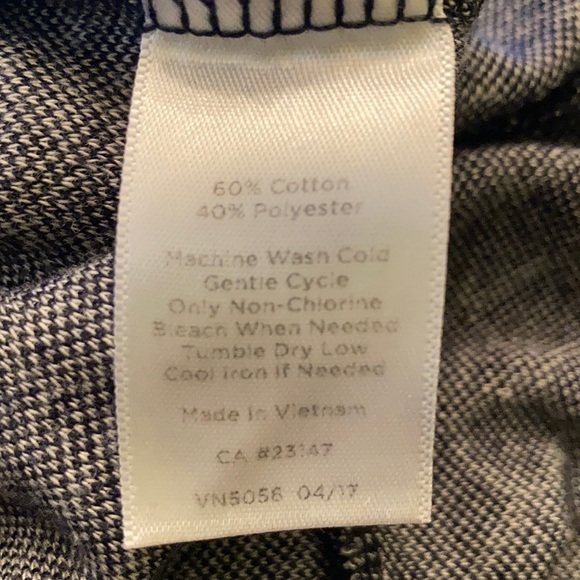 60% Cotton
40% Polyester
Machine Wash Cold
Gentle Cycle
Only Non-Chlorine
Bleach When Needed
Tumble Dry Low
Cool Iron If Needed
Made in Vietnam
CA #23147
VN5056 04/17